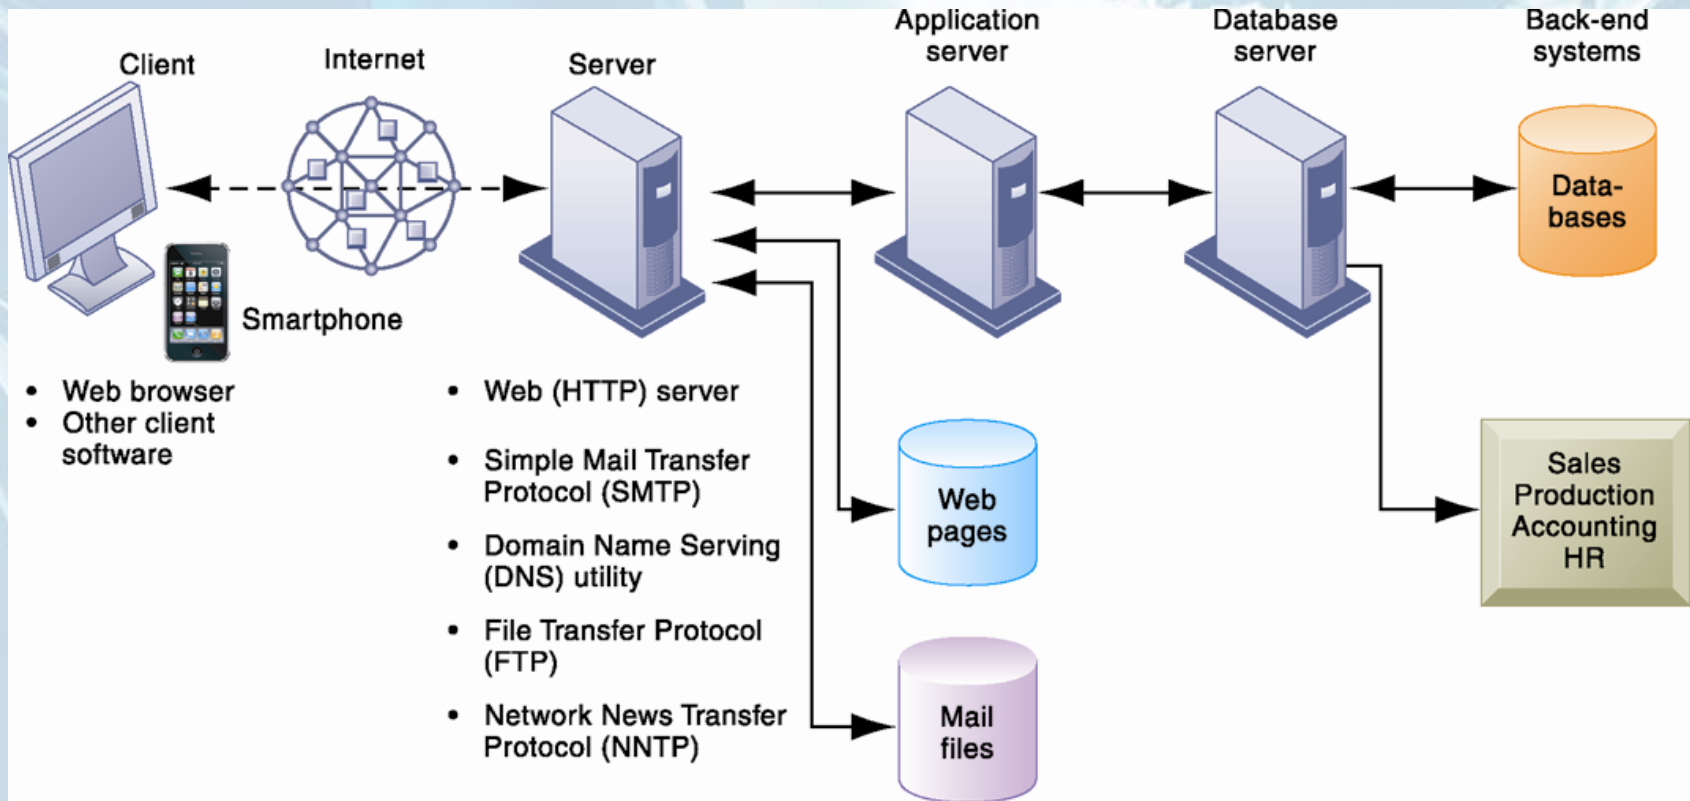 Client
Internet
Server
Application
server
Database
server
Back-end
systems
Data-
bases
Smartphone
• Web browser
• Other client
software
• Web (HTTP) server
• Simple Mail Transfer
Protocol (SMTP)
• Domain Name Serving
(DNS) utility
• File Transfer Protocol
(FTP)
• Network News Transfer
Protocol (NNTP)
Web
pages
Mail
files
Sales
Production
Accounting
HR